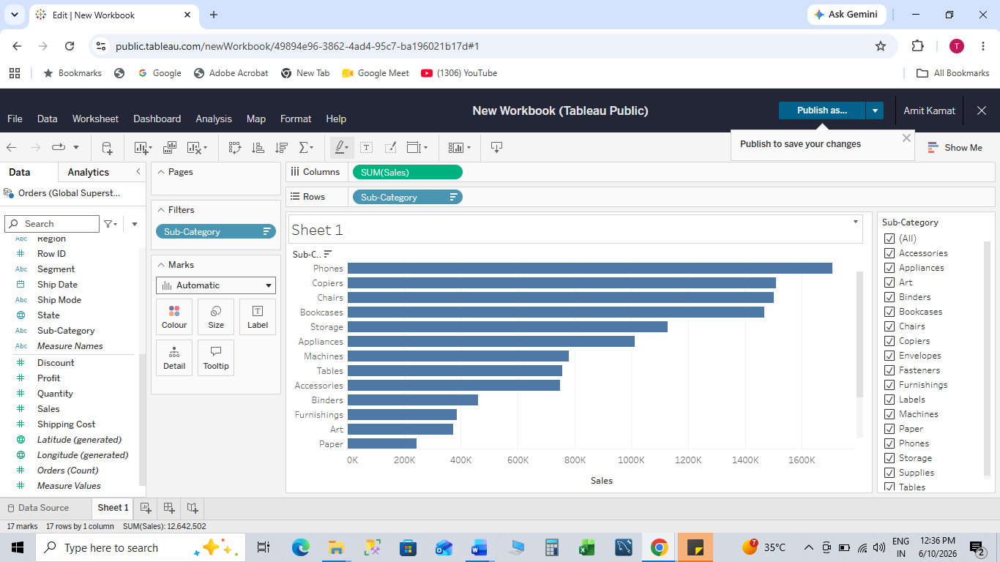 Edit | New Workbook
Ask Gemini
public.tableau.com/newWorkbook/49894e96-3862-4ad4-95c7-ba196021b17d#1
T
Bookmarks
Google
Adobe Acrobat
New Tab
Google Meet
(1306) YouTube
All Bookmarks
File
Data
Worksheet
Dashboard
Analysis
Map
Format
Help
New Workbook (Tableau Public)
Publish as...
Amit Kamat
Publish to save your changes
Show Me
Data
Analytics
Orders (Global Superst...
Search
Abc Region
Row ID
Abc Segment
Ship Date
Abc Ship Mode
State
Abc Sub-Category
Abc Measure Names
Discount
Profit
Quantity
Sales
Shipping Cost
Latitude (generated)
Longitude (generated)
Orders (Count)
Measure Values
Pages
Filters
Sub-Category
Marks
Automatic
Colour
Size
Label
Detail
Tooltip
Columns
SUM(Sales)
Rows
Sub-Category
Sheet 1
Sub-C..
Phones
Copiers
Chairs
Bookcases
Storage
Appliances
Machines
Tables
Accessories
Binders
Furnishings
Art
Paper
0K 200K 400K 600K 800K 1000K 1200K 1400K 1600K
Sales
Sub-Category
(All)
Accessories
Appliances
Art
Binders
Bookcases
Chairs
Copiers
Envelopes
Fasteners
Furnishings
Labels
Machines
Paper
Phones
Storage
Supplies
Tables
Data Source
Sheet 1
17 marks 17 rows by 1 column SUM(Sales): 12,642,502
Type here to search
7
35°C
ENG
IN
12:36 PM
6/10/2026
2